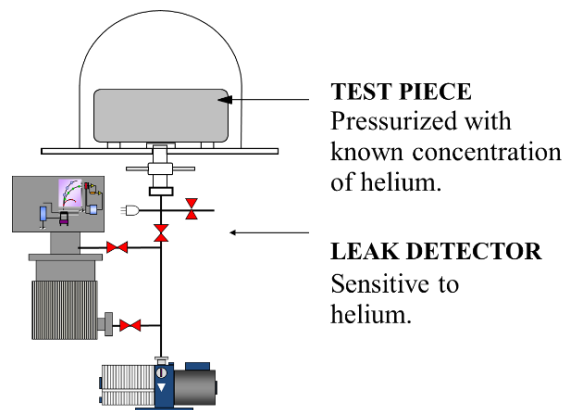 TEST PIECE
Pressurized with
known concentration
of helium.
LEAK DETECTOR
Sensitive to
helium.